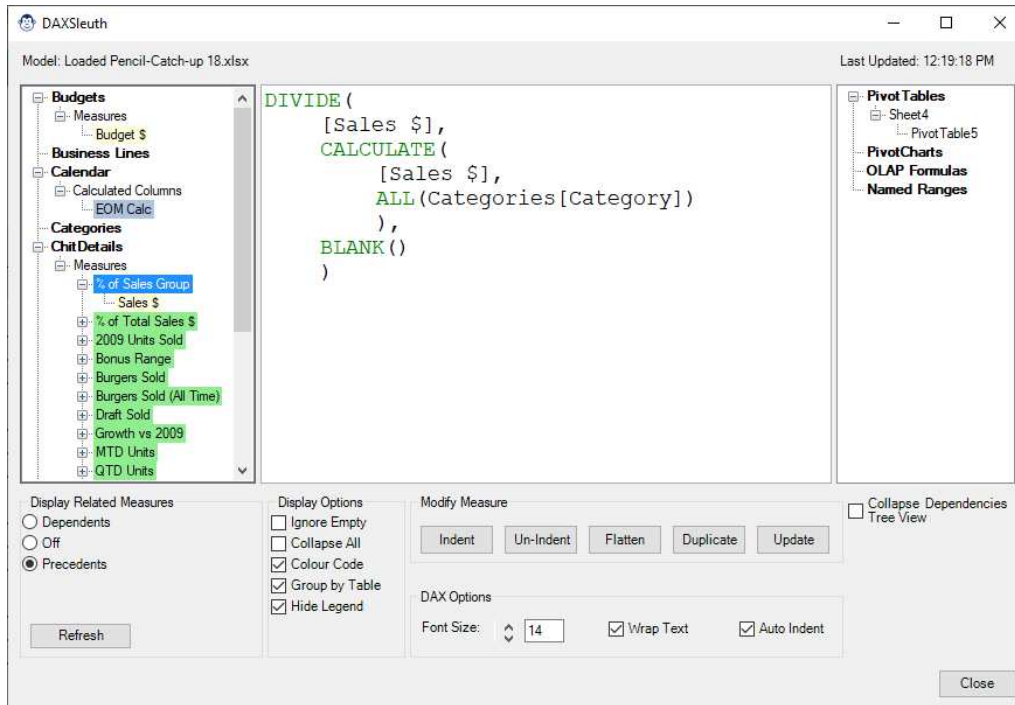 DAXSleuth
Model: Loaded Pencil-Catch-up 18.xlsx
Last Updated: 12:19:18 PM
Budgets
Measures
Budget $
Business Lines
Calendar
Calculated Columns
EOM Calc
Categories
ChitDetails
Measures
% of Sales Group
Sales $
% of Total Sales $
2009 Units Sold
Bonus Range
Burgers Sold
Burgers Sold (All Time)
Draft Sold
Growth vs 2009
MTD Units
QTD Units
DIVIDE(
[Sales $],
CALCULATE(
[Sales $],
ALL(Categories[Category])
),
BLANK()
)
PivotTables
Sheet4
PivotTable5
PivotCharts
OLAP Formulas
Named Ranges
Display Related Measures
Dependents
Off
Precedents
Refresh
Display Options
Ignore Empty
Collapse All
Colour Code
Group by Table
Hide Legend
Modify Measure
Indent
Un-Indent
Flatten
Duplicate
Update
DAX Options
Font Size:
14
Wrap Text
Auto Indent
Collapse Dependencies
Tree View
Close